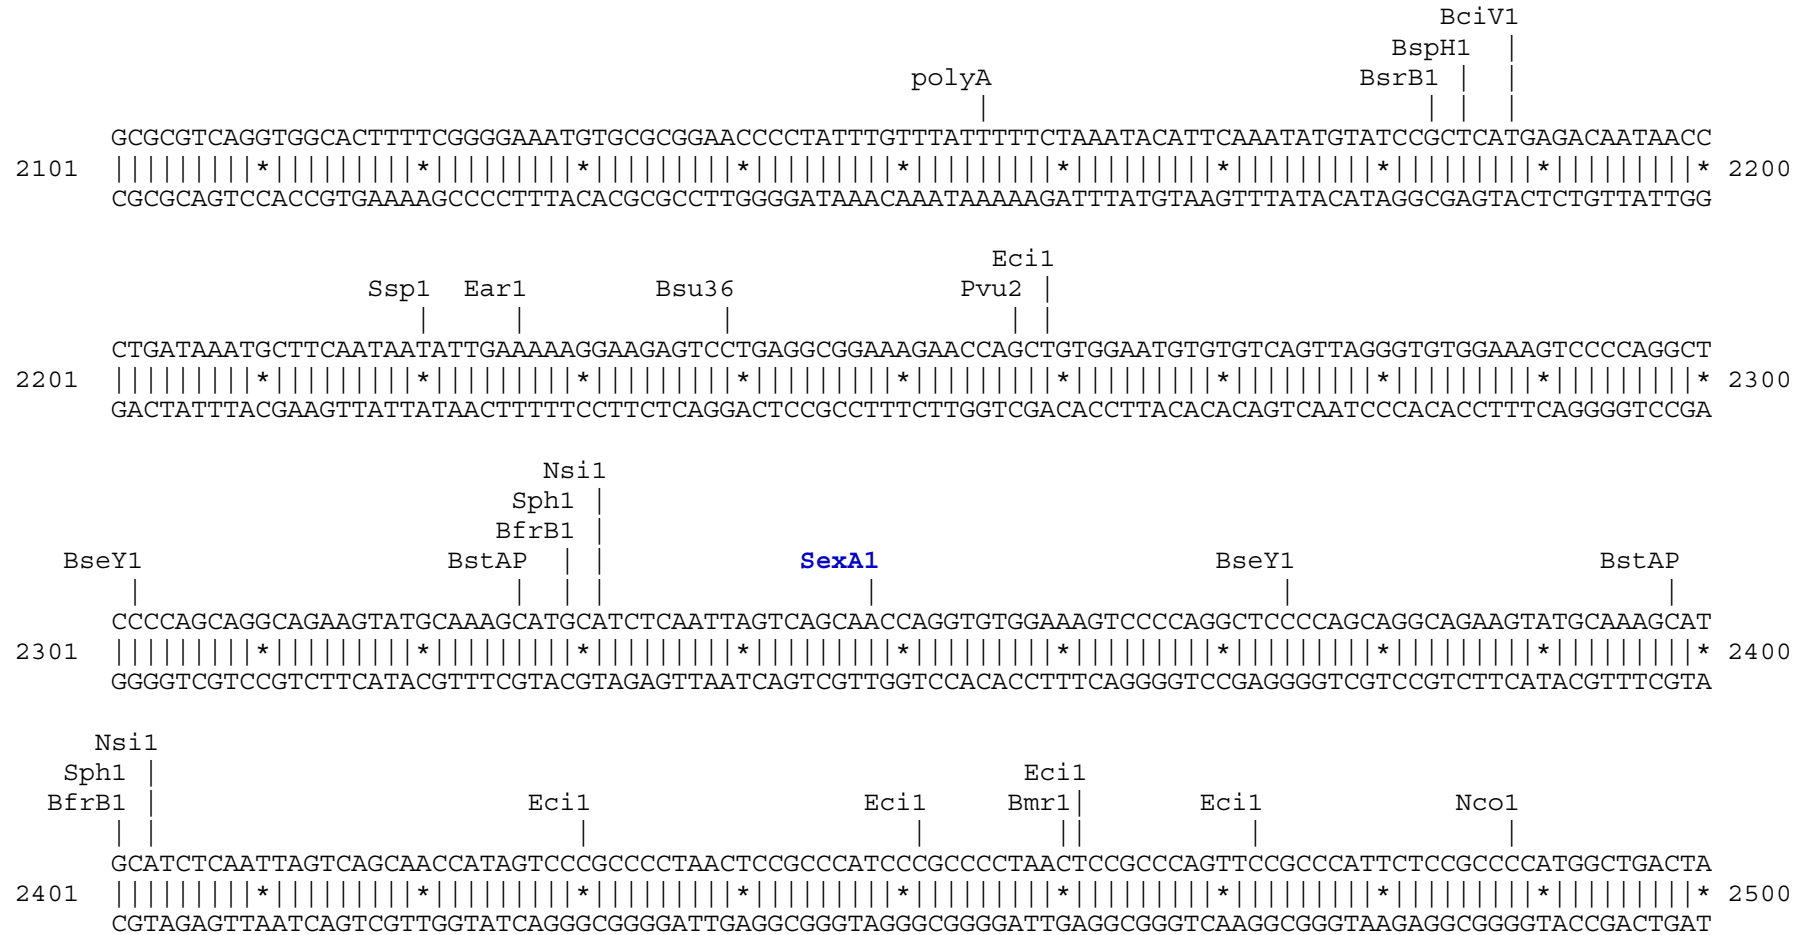 BciV1
BspH1 |
polyA BsrB1 | |
| | | |
GCGCGTCAGGTGGCACTTTTCGGGGAAATGTGCGCGGAACCCCTATTTGTTTATTTTTCTAAATACATTCAAATATGTATCCGCTCATGAGACAATAACC
2101 |||||||||*|||||||||*|||||||||*|||||||||*|||||||||*|||||||||*|||||||||*|||||||||*|||||||||*|||||||||* 2200
CGCGCAGTCCACCGTGAAAAGCCCCTTTACACGCGCCTTGGGGATAAACAAATAAAAAGATTTATGTAAGTTTATACATAGGCGAGTACTCTGTTATTGG
Eci1
Ssp1 Ear1 Bsu36 Pvu2 |
| | | | |
CTGATAAATGCTTCAATAATATTGAAAAAGGAAGAGTCCTGAGGCGGAAAGAACCAGCTGTGGAATGTGTGTCAGTTAGGGTGTGGAAAGTCCCCAGGCT
2201 |||||||||*|||||||||*|||||||||*|||||||||*|||||||||*|||||||||*|||||||||*|||||||||*|||||||||*|||||||||* 2300
GACTATTTACGAAGTTATTATAACTTTTTCCTTCTCAGGACTCCGCCTTTCTTGGTCGACACCTTACACACAGTCAATCCCACACCTTTCAGGGGTCCGA
Nsi1
Sph1 |
BfrB1 |
BseY1 BstAP | | SexA1 BseY1 BstAP
| | | | | | |
CCCCAGCAGGCAGAAGTATGCAAAGCATGCATCTCAATTAGTCAGCAACCAGGTGTGGAAAGTCCCCAGGCTCCCCAGCAGGCAGAAGTATGCAAAGCAT
2301 |||||||||*|||||||||*|||||||||*|||||||||*|||||||||*|||||||||*|||||||||*|||||||||*|||||||||*|||||||||* 2400
GGGGTCGTCCGTCTTCATACGTTTCGTACGTAGAGTTAATCAGTCGTTGGTCCACACCTTTCAGGGGTCCGAGGGGTCGTCCGTCTTCATACGTTTCGTA
Nsi1
Sph1 | Eci1
BfrB1 | Eci1 Eci1 Bmr1| Eci1 Nco1
| | | | || | |
GCATCTCAATTAGTCAGCAACCATAGTCCCGCCCCTAACTCCGCCCATCCCGCCCCTAACTCCGCCCAGTTCCGCCCATTCTCCGCCCCATGGCTGACTA
2401 |||||||||*|||||||||*|||||||||*|||||||||*|||||||||*|||||||||*|||||||||*|||||||||*|||||||||*|||||||||* 2500
CGTAGAGTTAATCAGTCGTTGGTATCAGGGCGGGGATTGAGGCGGGTAGGGCGGGGATTGAGGCGGGTCAAGGCGGGTAAGAGGCGGGGTACCGACTGAT